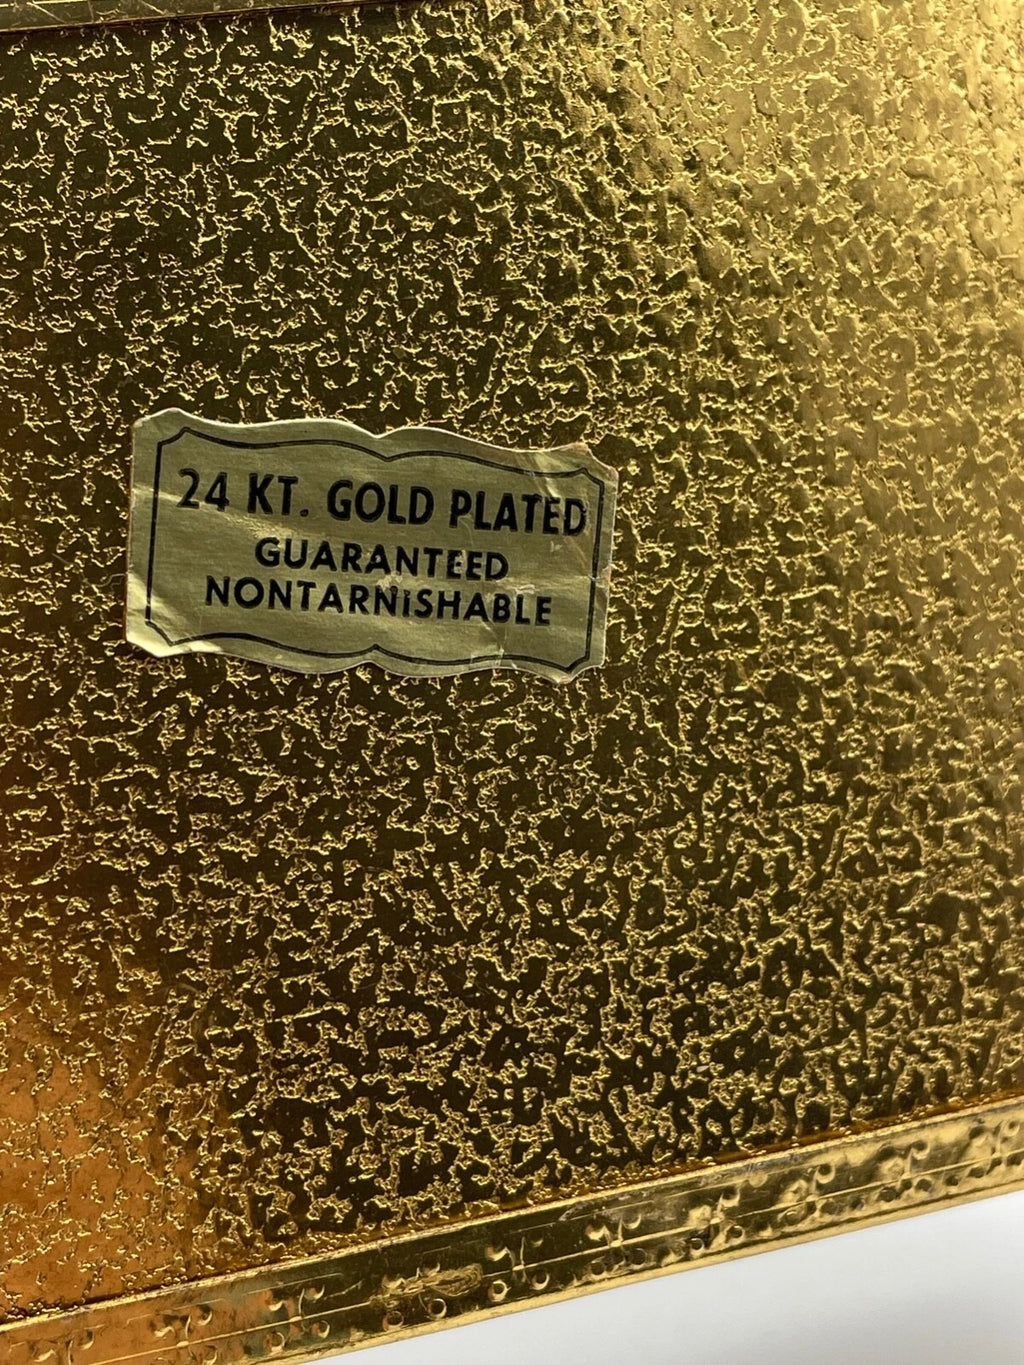 24 KT. GOLD PLATED
GUARANTEED
NONTARNiSHABLE